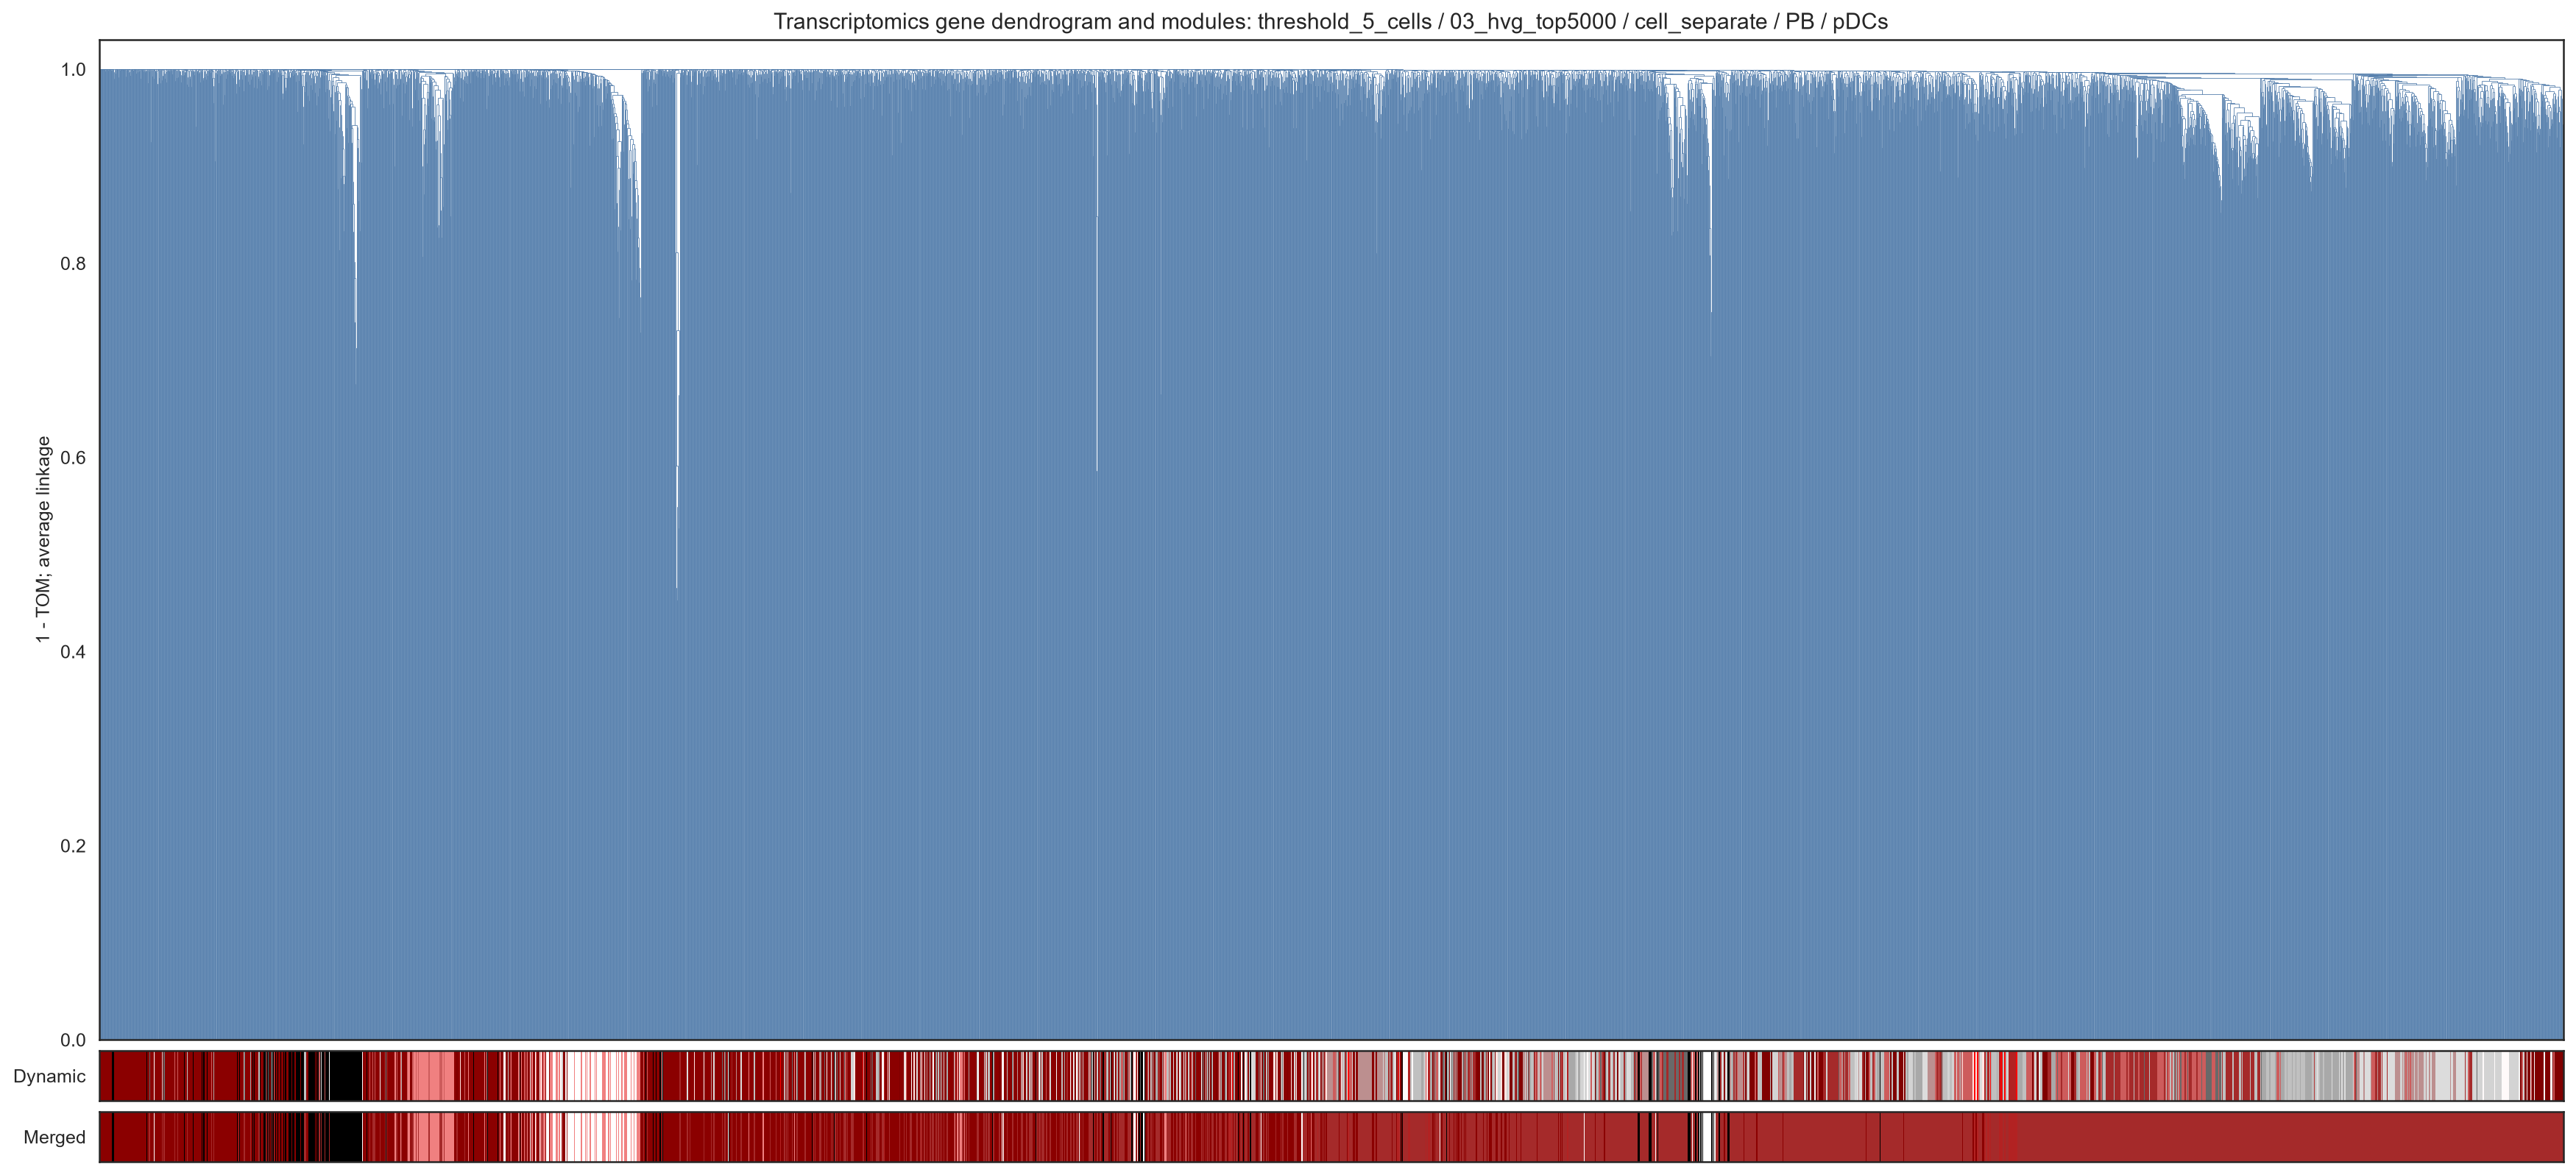 Transcriptomics gene dendrogram and modules: threshold_5_cells / 03_hvg_top5000 / cell_separate / PB / pDCs
1.0
0.8
0.6
0.4
0.2
0.0
1 - TOM; average linkage
Dynamic
Merged